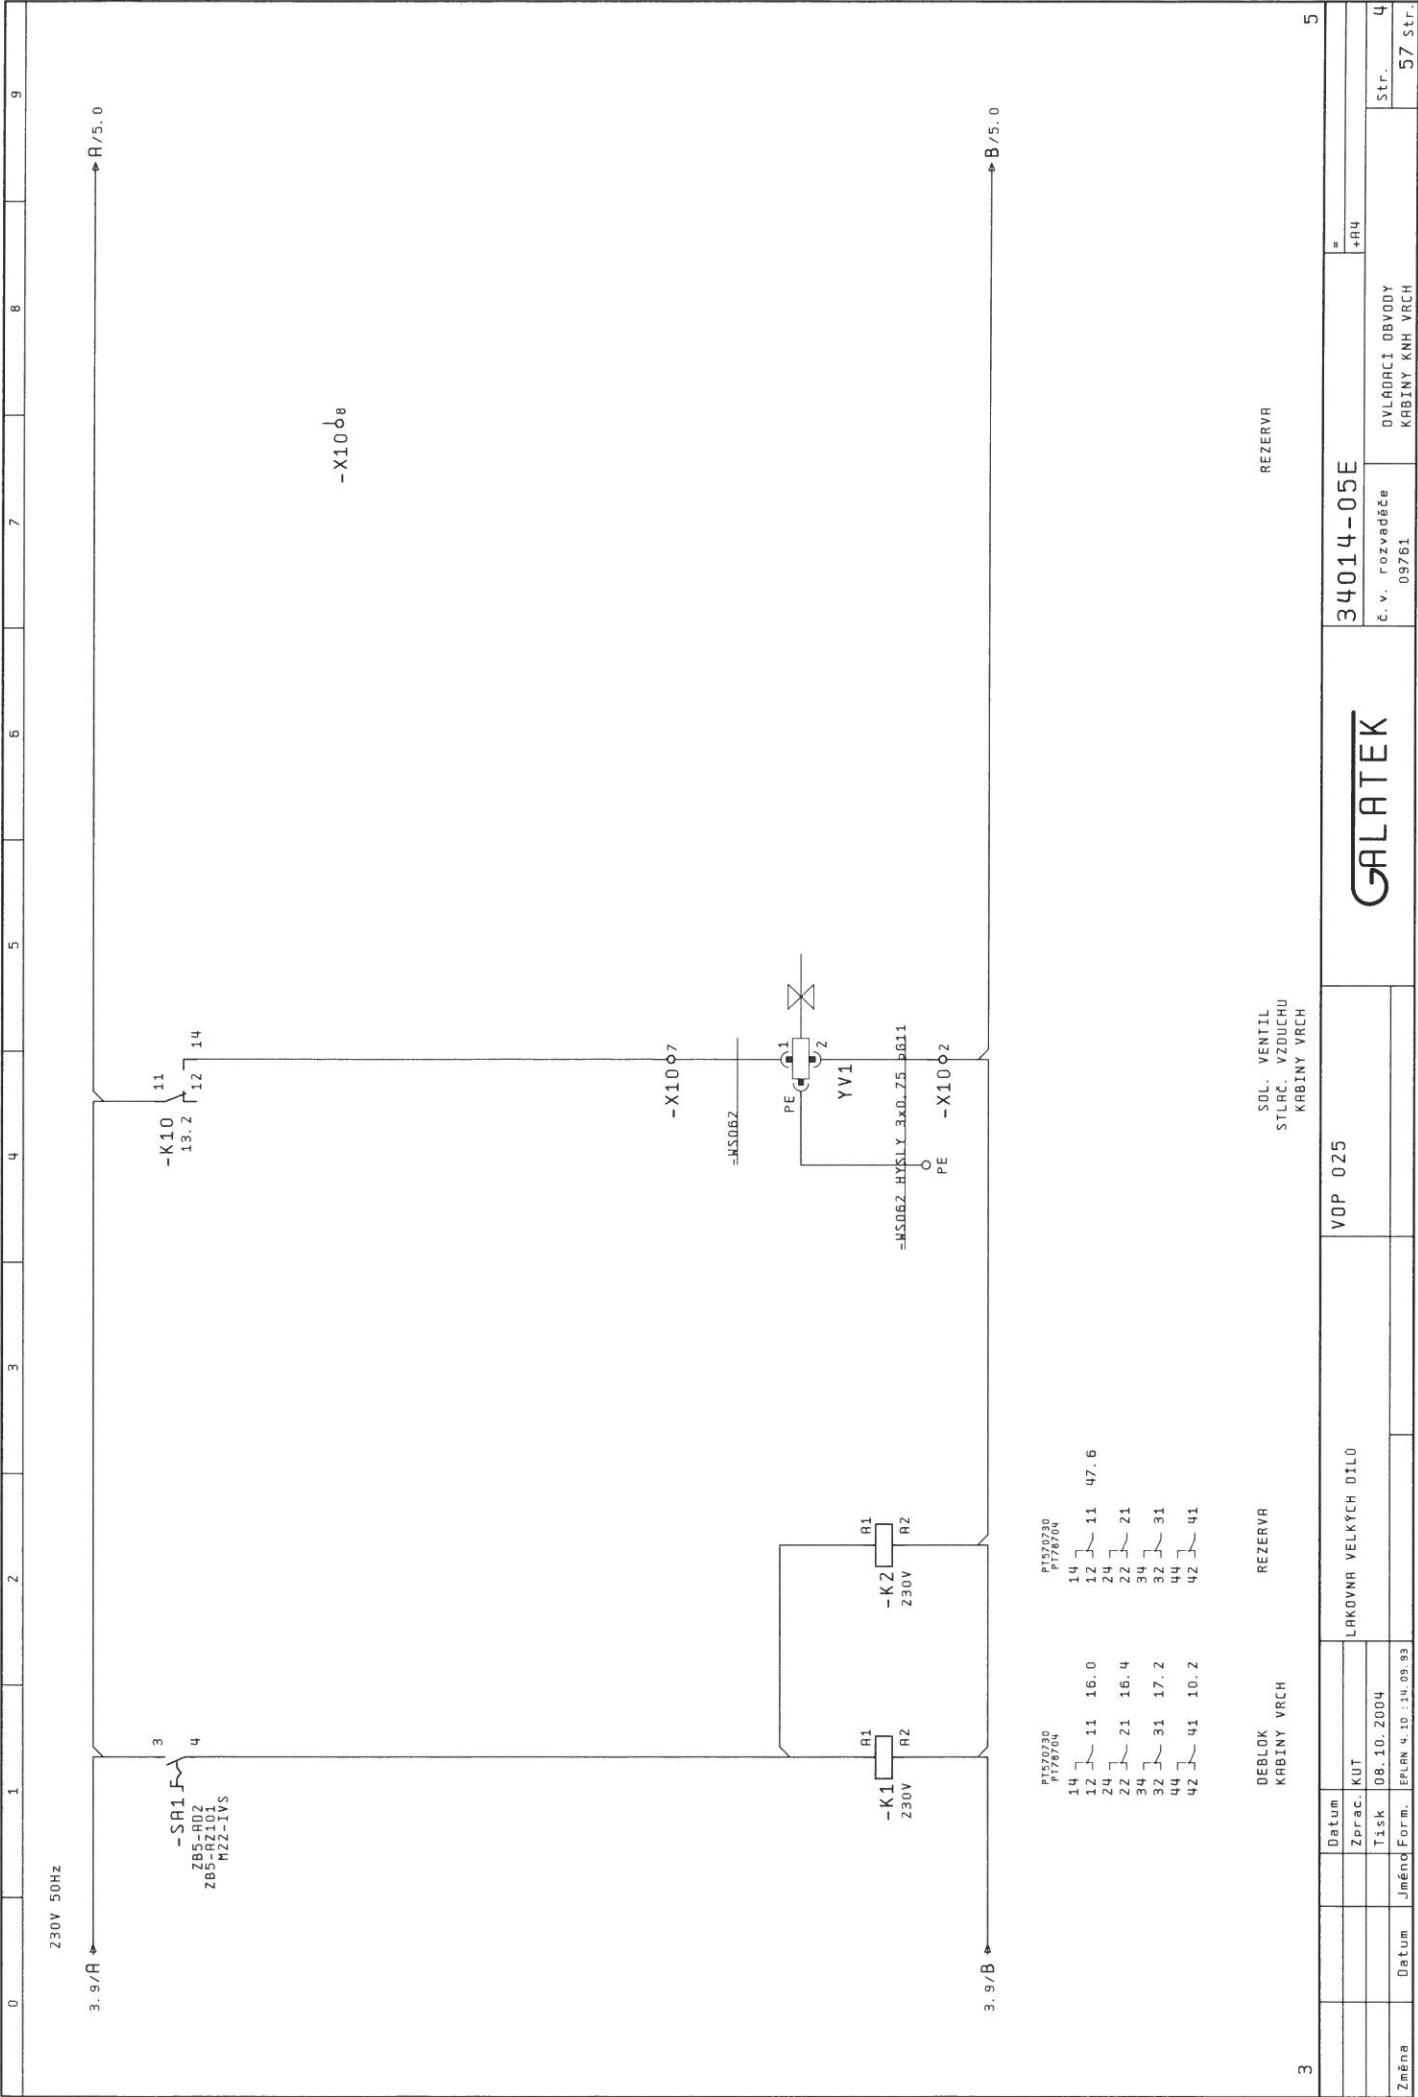 0 1 2 3 4 5 6 7 8 9
230V 50Hz
3.9/A
A/5.0
-SA1
ZB5-AD2
ZB5-AZ101
M22-IVS
3
4
-K10
13.2
11
12
14
-X10 8
-X10 7
-WS062
PE
1
2
YV1
-WS062 HYSLY 3x0,75 pG11
PE
-X10 2
-K1
230V
A1
A2
-K2
230V
A1
A2
3.9/B
B/5.0
PT570730
PT78704
14
12 11 16.0
24
22 21 16.4
34
32 31 17.2
44
42 41 10.2
PT570730
PT78704
14
12 11 47.6
24
22 21
34
32 31
44
42 41
DEBLOK
KABINY VRCH
REZERVA
SOL. VENTIL
STLAČ. VZDUCHU
KABINY VRCH
REZERVA
3
5
Změna
Datum
Jméno
Datum
Zprac. KUT
Tisk 08.10.2004
Form. EPLAN 4.10 :14.09.93
LAKOVNA VELKÝCH DÍLŮ
VOP 025
GALATEK
34014-05E
č.v. rozvaděče
09761
OVLÁDACÍ OBVODY
KABINY KNH VRCH
=
+A4
Str. 4
57 Str.